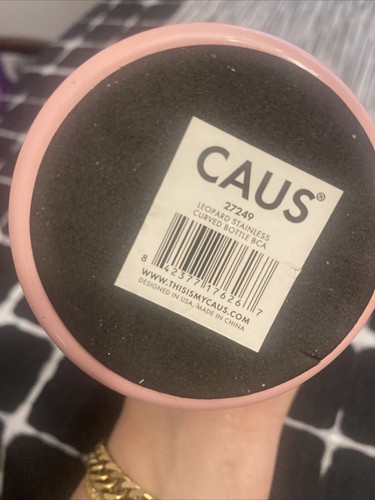 CAUS®
27249
LEOPARD STAINLESS
CURVED BOTTLE BCA
8 42377 17626 7
WWW.THISISMYCAUS.COM
DESIGNED IN USA, MADE IN CHINA